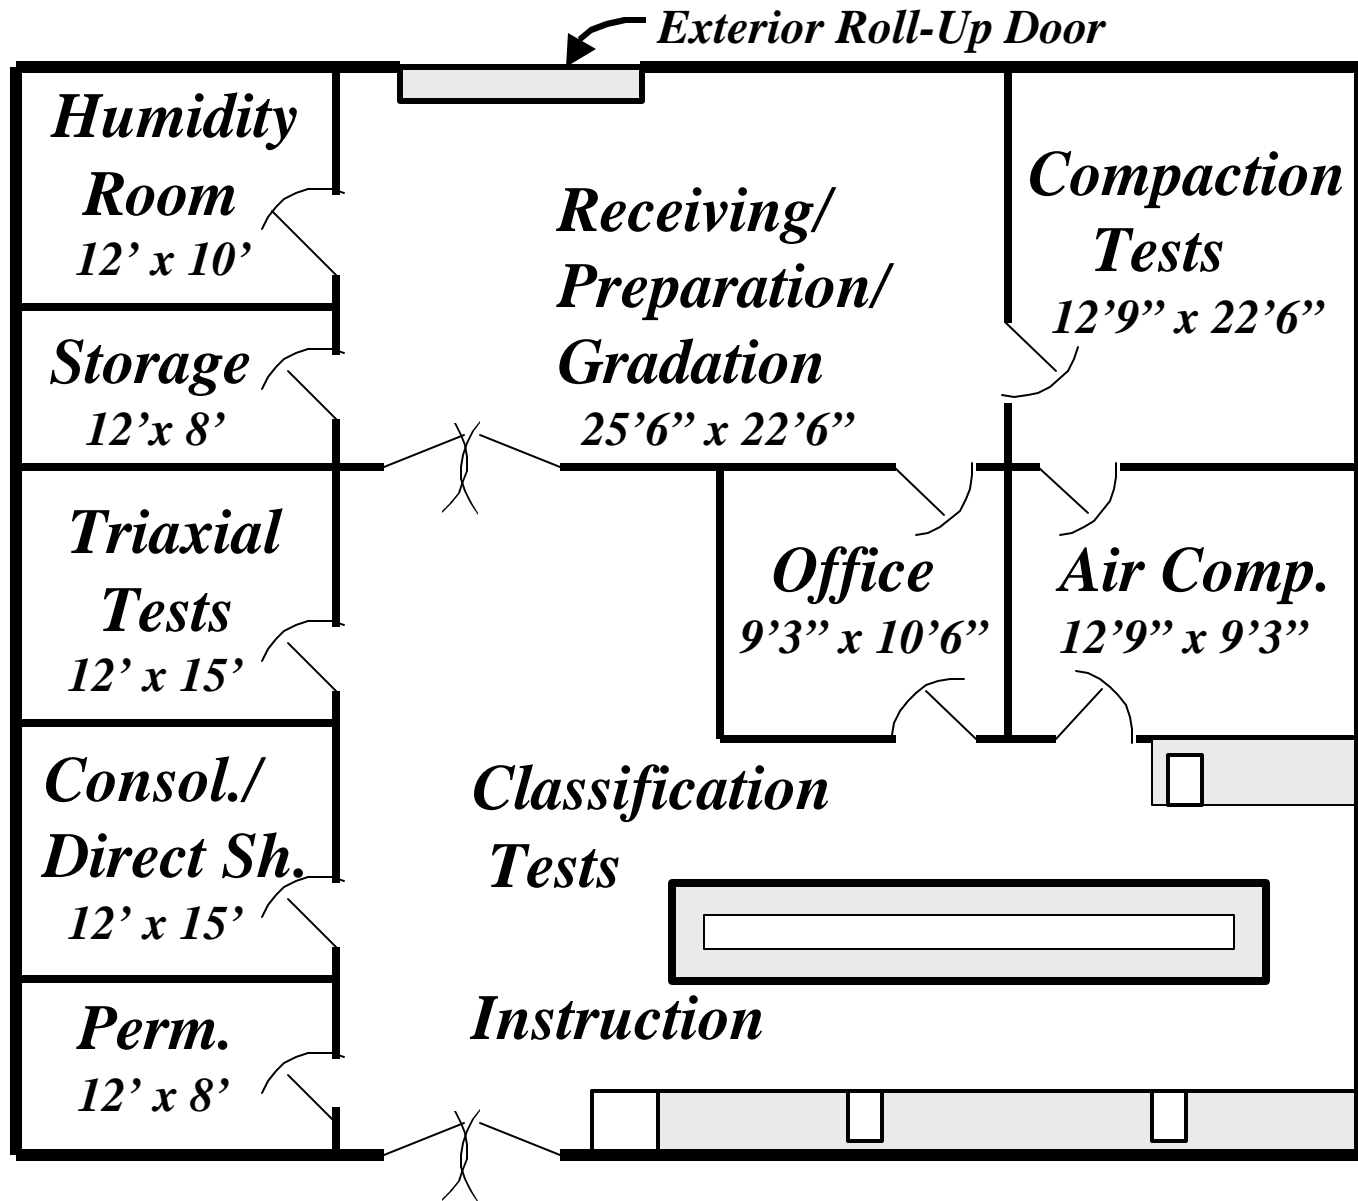 Exterior Roll-Up Door
Humidity
Room
12’ x 10’
Storage
12’x 8’
Receiving/
Preparation/
Gradation
25’6” x 22’6”
Compaction
Tests
12’9” x 22’6”
Triaxial
Tests
12’ x 15’
Office
9’3” x 10’6”
Air Comp.
12’9” x 9’3”
Consol./
Direct Sh.
12’ x 15’
Classification
Tests
Perm.
12’ x 8’
Instruction